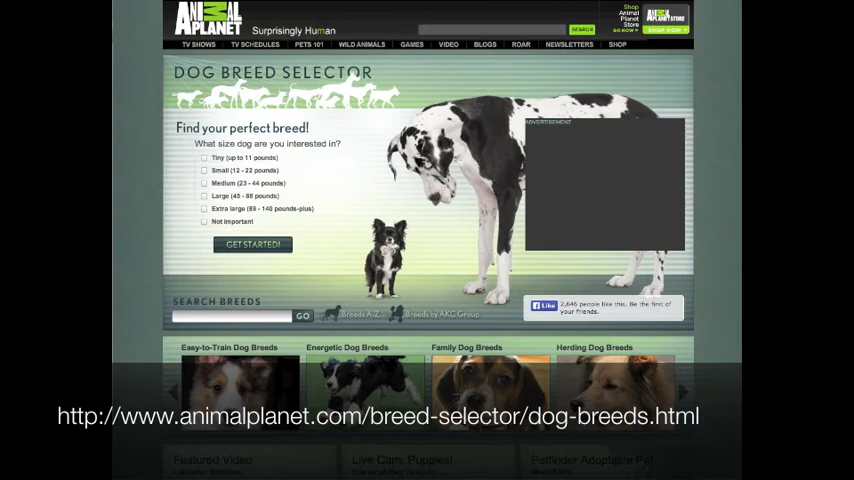 ANIMAL PLANET
Surprisingly Human
SEARCH
Shop
Animal
Planet
Store
GO NOW
ANIMAL PLANET STORE
SHOP NOW
TV SHOWS TV SCHEDULES PETS 101 WILD ANIMALS GAMES VIDEO BLOGS ROAR NEWSLETTERS SHOP
DOG BREED SELECTOR
Find your perfect breed!
What size dog are you interested in?
Tiny (up to 11 pounds)
Small (12 - 22 pounds)
Medium (23 - 44 pounds)
Large (45 - 88 pounds)
Extra large (89 - 140 pounds-plus)
Not important
GET STARTED!
ADVERTISEMENT
SEARCH BREEDS
GO
Breeds A-Z
Breeds by AKC Group
Like
2,646 people like this. Be the first of
your friends.
Easy-to-Train Dog Breeds Energetic Dog Breeds Family Dog Breeds Herding Dog Breeds
http://www.animalplanet.com/breed-selector/dog-breeds.html
Featured Video Live Cam: Puppies! Petfinder Adoptable Pet